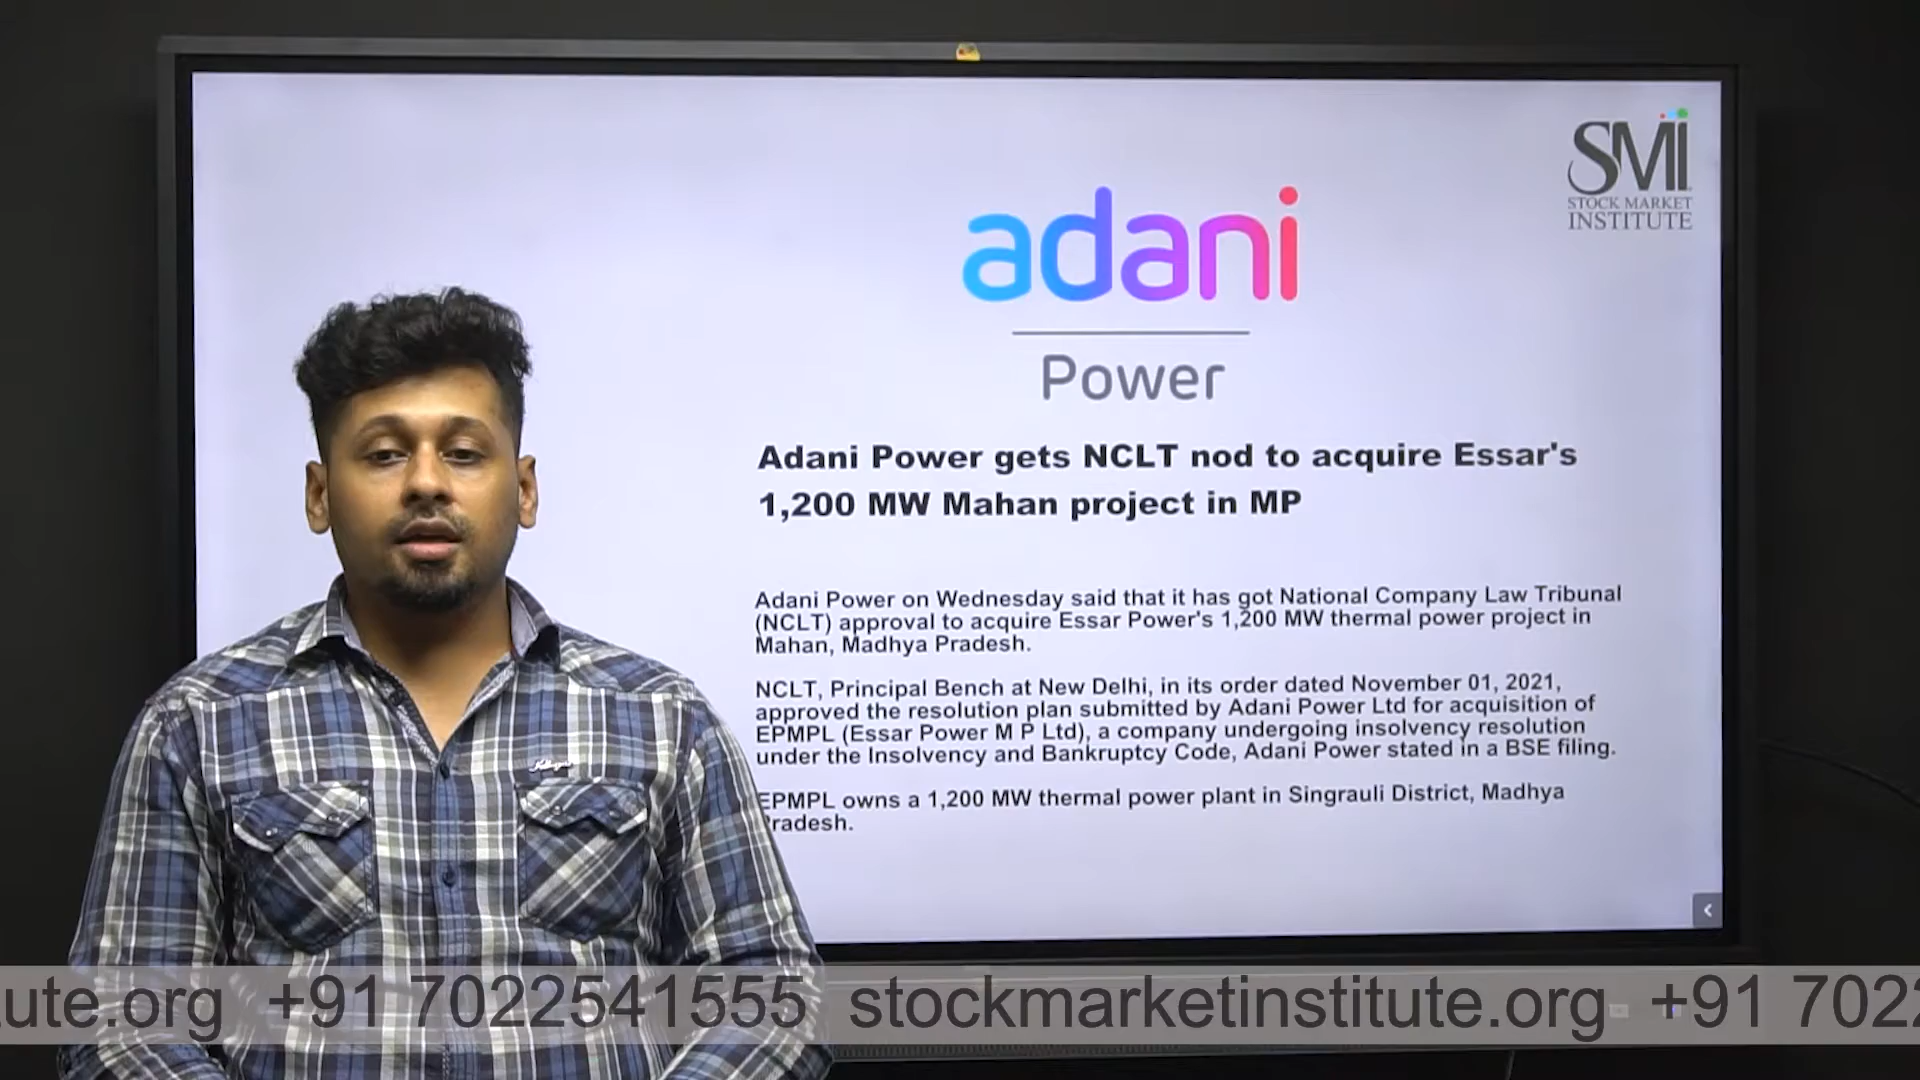 SMI
STOCK MARKET
INSTITUTE
adani
Power
Adani Power gets NCLT nod to acquire Essar's
1,200 MW Mahan project in MP
Adani Power on Wednesday said that it has got National Company Law Tribunal
(NCLT) approval to acquire Essar Power's 1,200 MW thermal power project in
Mahan, Madhya Pradesh.
NCLT, Principal Bench at New Delhi, in its order dated November 01, 2021,
approved the resolution plan submitted by Adani Power Ltd for acquisition of
EPMPL (Essar Power M P Ltd), a company undergoing insolvency resolution
under the Insolvency and Bankruptcy Code, Adani Power stated in a BSE filing.
EPMPL owns a 1,200 MW thermal power plant in Singrauli District, Madhya
Pradesh.
ute.org +91 7022541555 stockmarketinstitute.org +91 7022